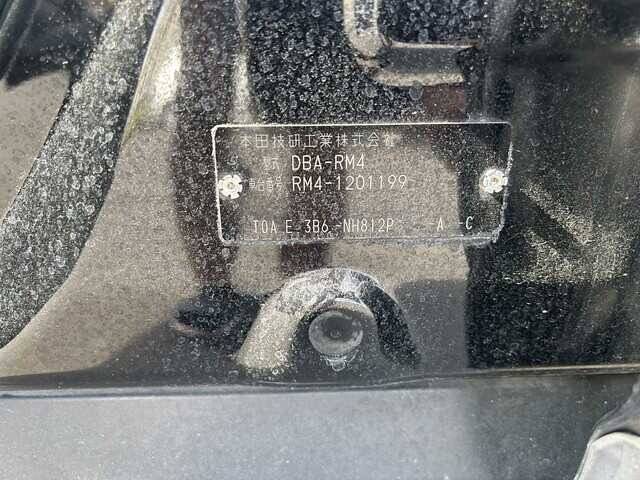 本田技研工業株式会社
型式 DBA-RM4
車台番号 RM4-1201199
TOA E 3B6 -NH812P - -A -C